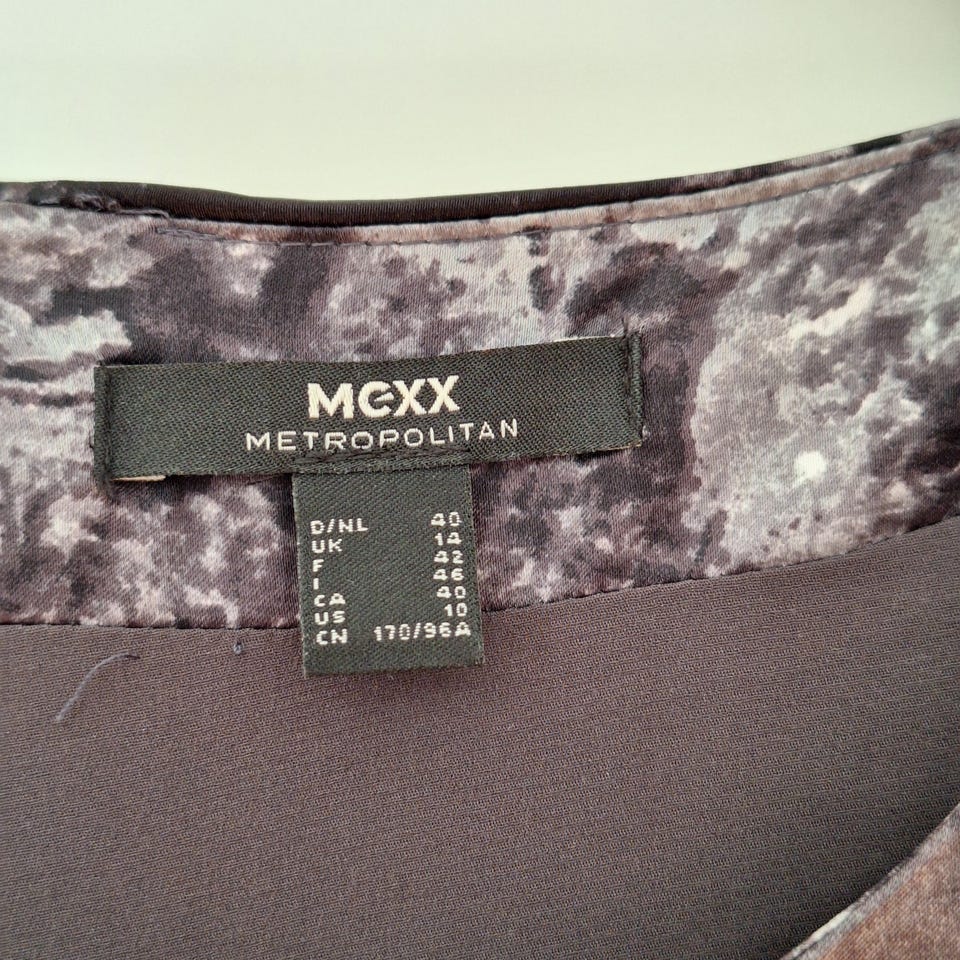 MEXX
METROPOLITAN
D/NL 40
UK 14
F 42
I 46
CA 40
US 10
CN 170/96A